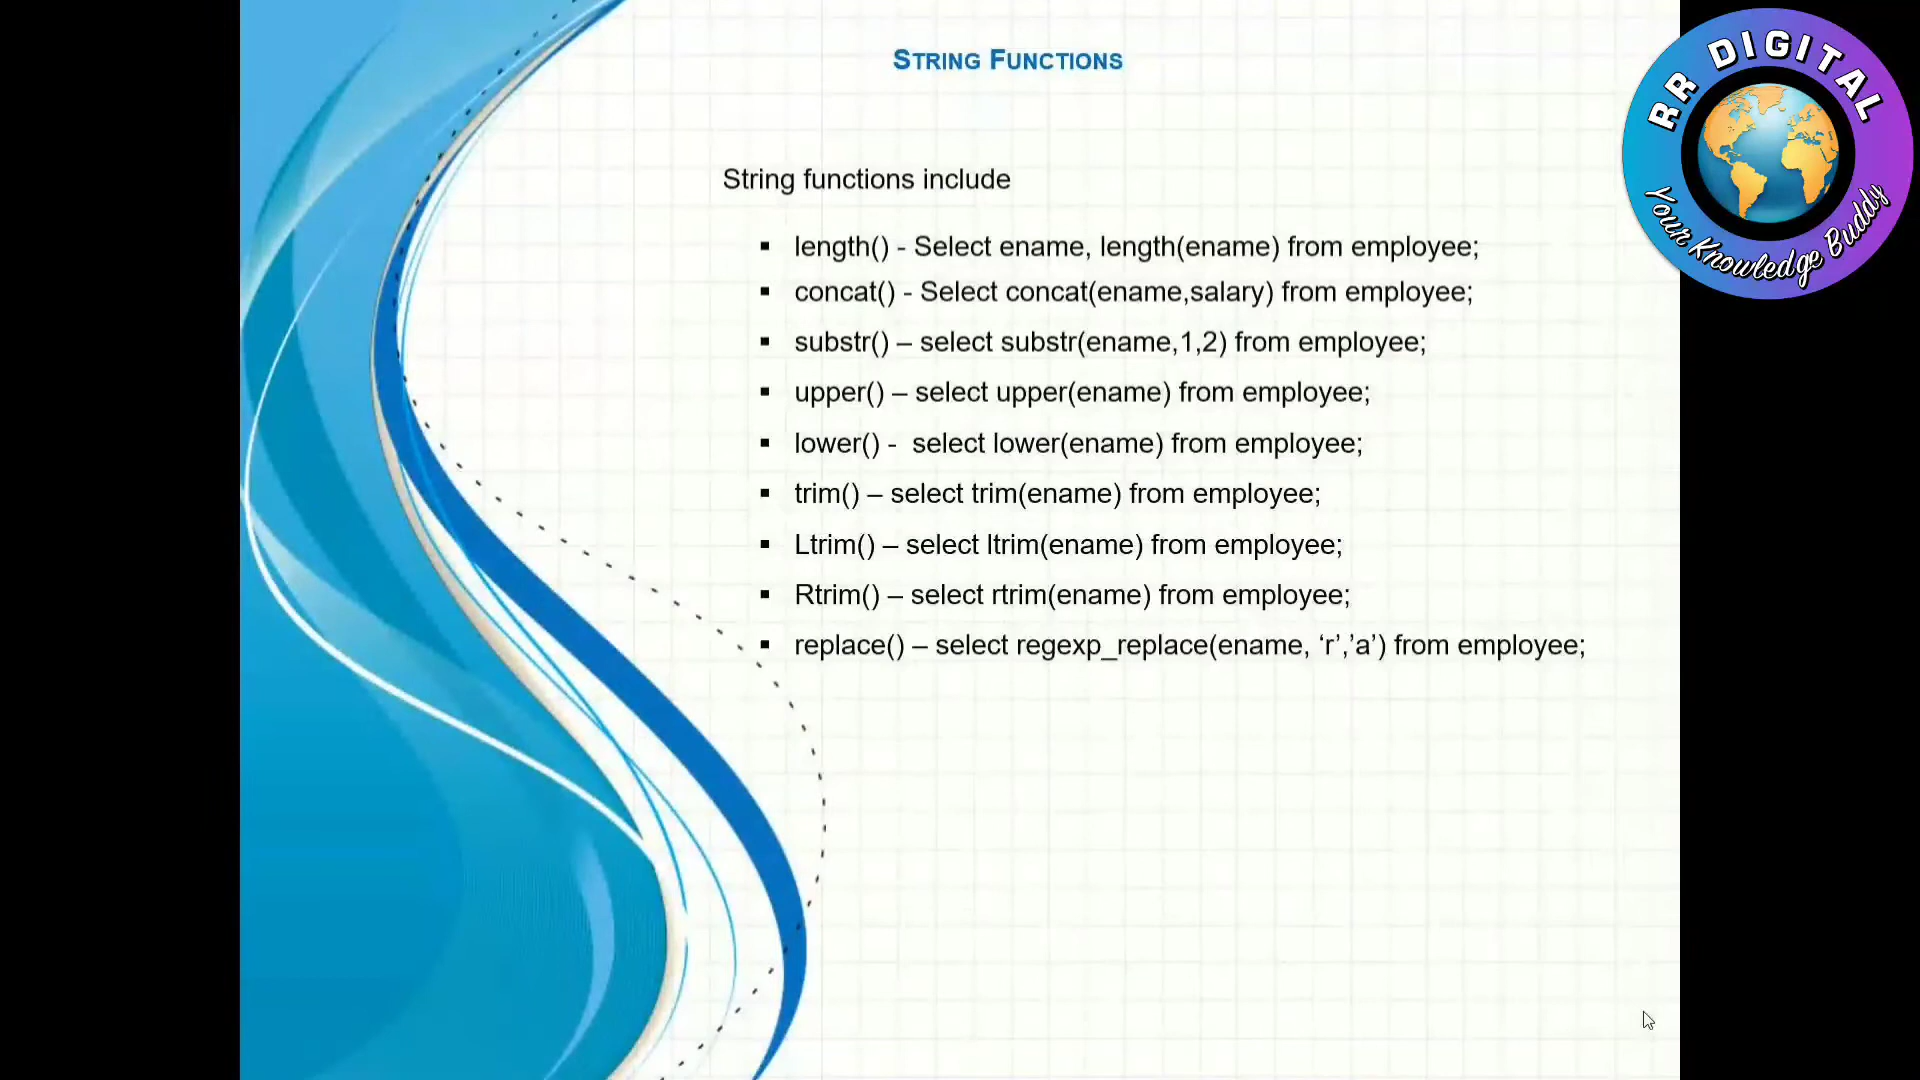 STRING FUNCTIONS
RR DIGITAL
Your Knowledge Buddy
String functions include
▪ length() - Select ename, length(ename) from employee;
▪ concat() - Select concat(ename,salary) from employee;
▪ substr() – select substr(ename,1,2) from employee;
▪ upper() – select upper(ename) from employee;
▪ lower() -  select lower(ename) from employee;
▪ trim() – select trim(ename) from employee;
▪ Ltrim() – select ltrim(ename) from employee;
▪ Rtrim() – select rtrim(ename) from employee;
▪ replace() – select regexp_replace(ename, ‘r’,’a’) from employee;